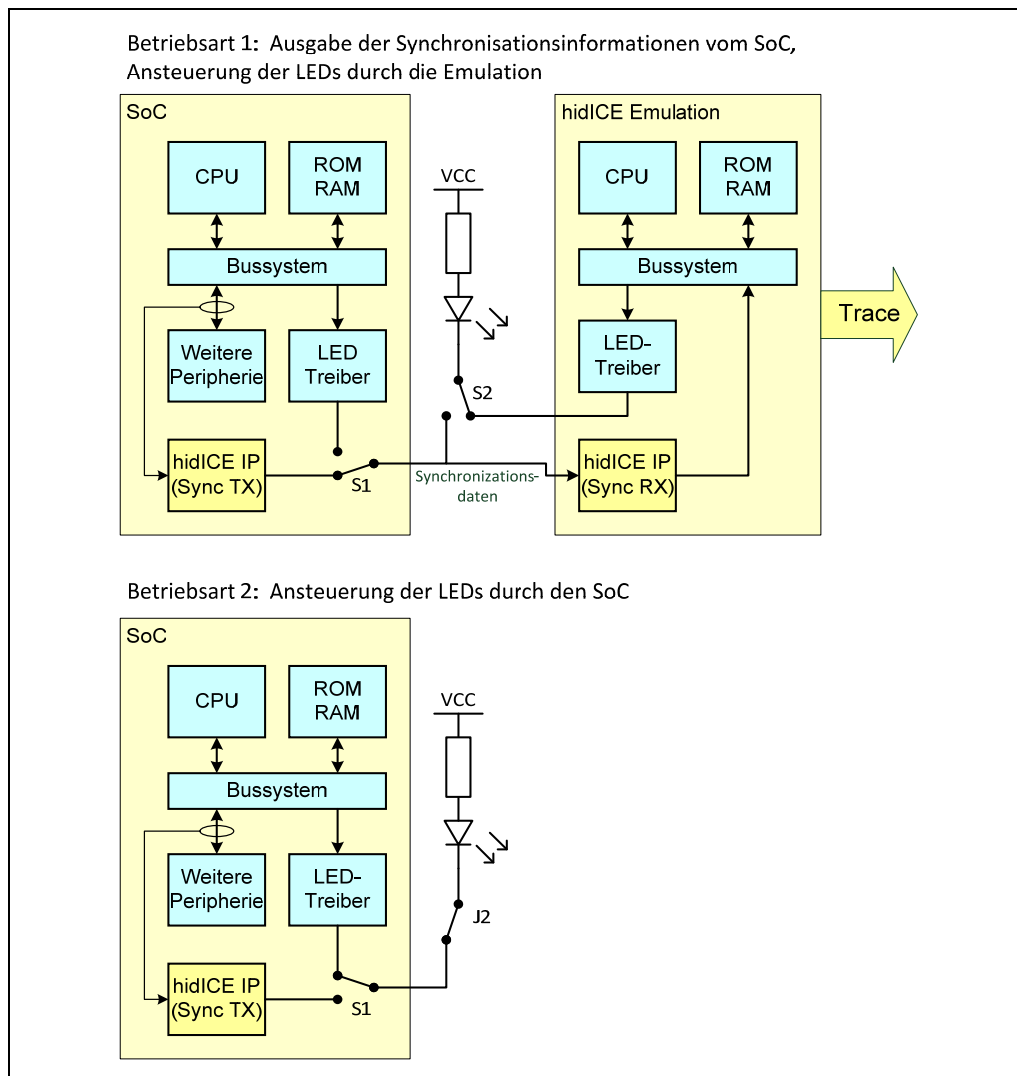 Betriebsart 1: Ausgabe der Synchronisationsinformationen vom SoC,
Ansteuerung der LEDs durch die Emulation
SoC
CPU
ROM
RAM
Bussystem
Weitere
Peripherie
LED
Treiber
hidICE IP
(Sync TX)
S1
VCC
S2
Synchronizations-
daten
hidICE Emulation
CPU
ROM
RAM
Bussystem
LED-
Treiber
hidICE IP
(Sync RX)
Trace
Betriebsart 2: Ansteuerung der LEDs durch den SoC
SoC
CPU
ROM
RAM
Bussystem
Weitere
Peripherie
LED-
Treiber
hidICE IP
(Sync TX)
S1
VCC
J2